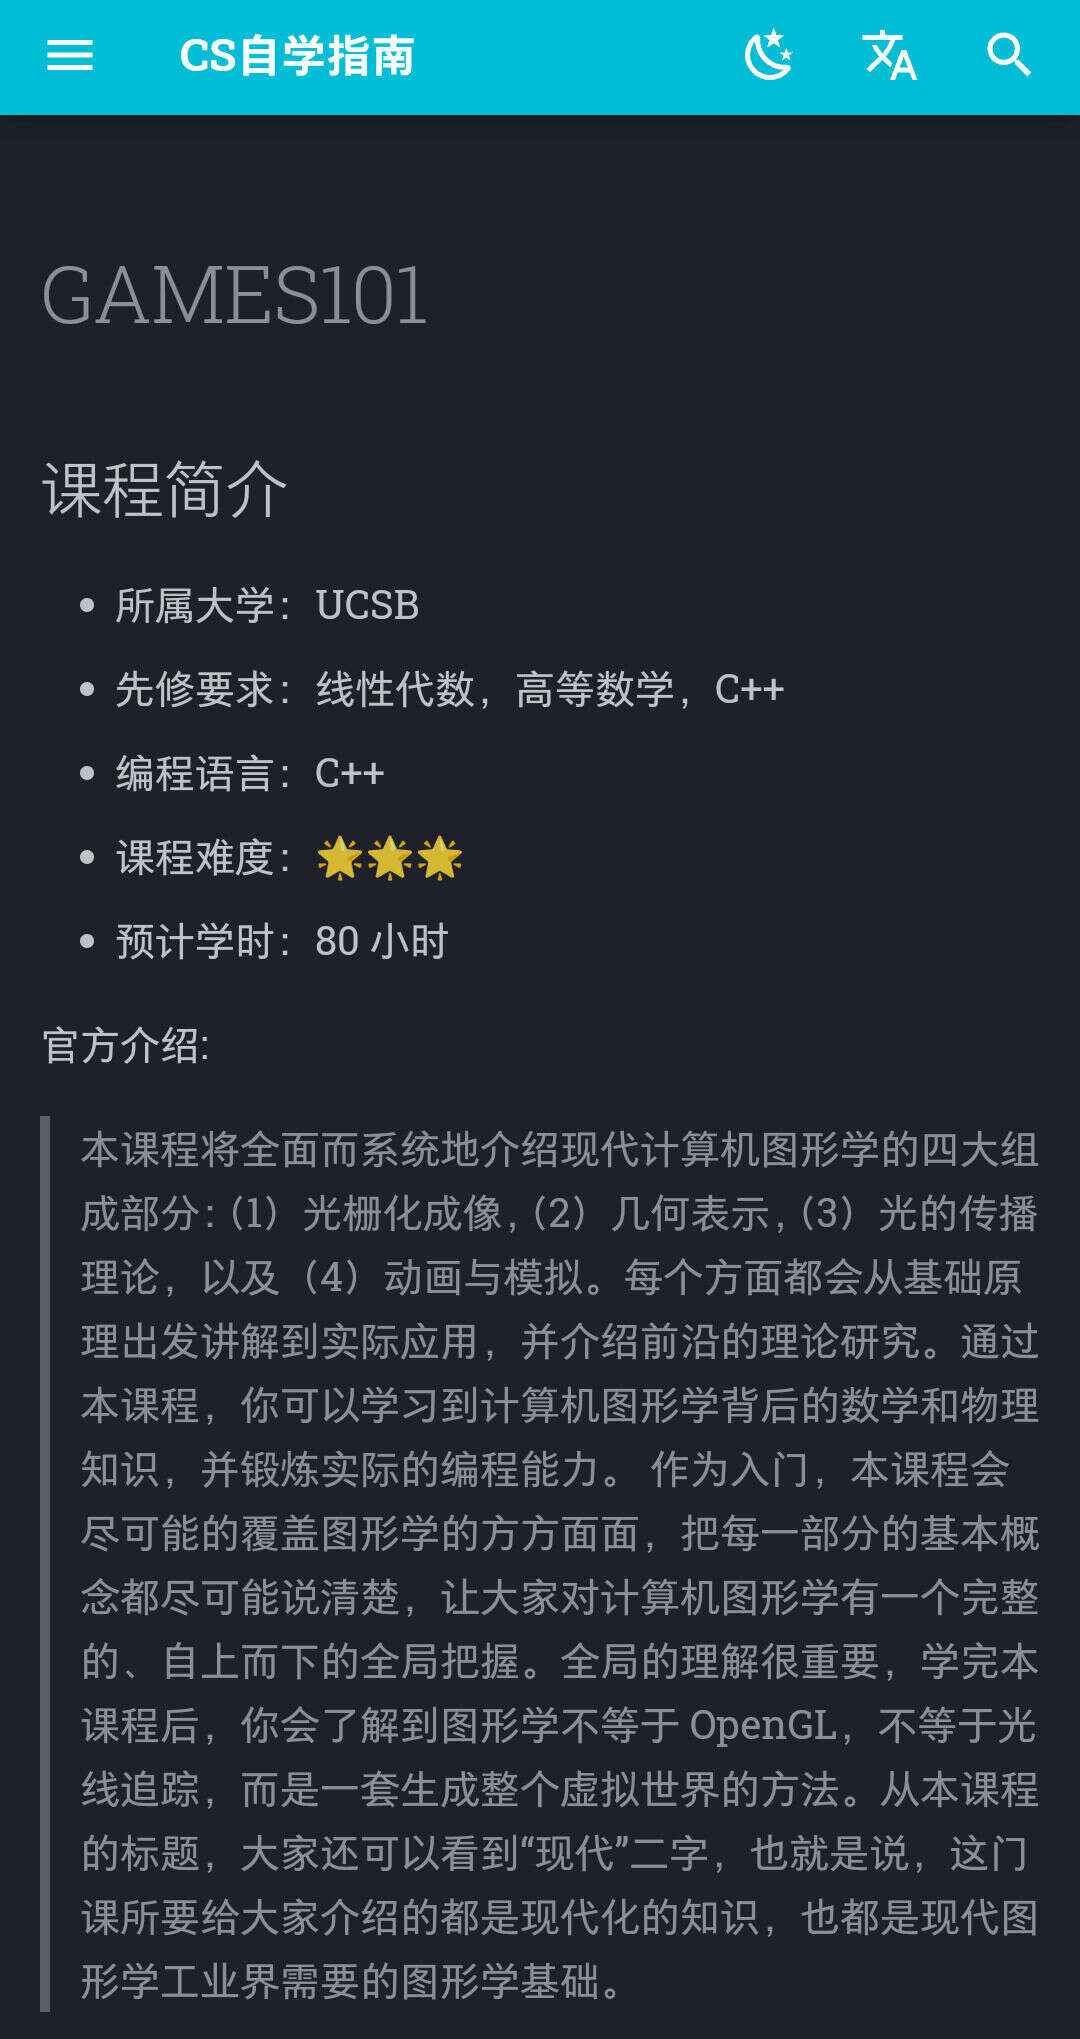 CS自学指南
GAMES101
课程简介
所属大学：UCSB
先修要求：线性代数，高等数学，C++
编程语言：C++
课程难度：🌟🌟🌟
预计学时：80 小时
官方介绍:
本课程将全面而系统地介绍现代计算机图形学的四大组
成部分：（1）光栅化成像，（2）几何表示，（3）光的传播
理论，以及（4）动画与模拟。每个方面都会从基础原
理出发讲解到实际应用，并介绍前沿的理论研究。通过
本课程，你可以学习到计算机图形学背后的数学和物理
知识，并锻炼实际的编程能力。 作为入门，本课程会
尽可能的覆盖图形学的方方面面，把每一部分的基本概
念都尽可能说清楚，让大家对计算机图形学有一个完整
的、自上而下的全局把握。全局的理解很重要，学完本
课程后，你会了解到图形学不等于 OpenGL，不等于光
线追踪，而是一套生成整个虚拟世界的方法。从本课程
的标题，大家还可以看到“现代”二字，也就是说，这门
课所要给大家介绍的都是现代化的知识，也都是现代图
形学工业界需要的图形学基础。